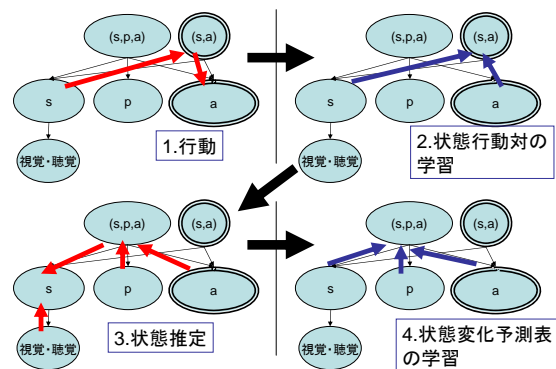 (s,p,a)
(s,a)
s
p
a
視覚・聴覚
1.行動
(s,p,a)
(s,a)
s
p
a
視覚・聴覚
2.状態行動対の
学習
(s,p,a)
(s,a)
s
p
a
視覚・聴覚
3.状態推定
(s,p,a)
(s,a)
s
p
a
視覚・聴覚
4.状態変化予測表
の学習